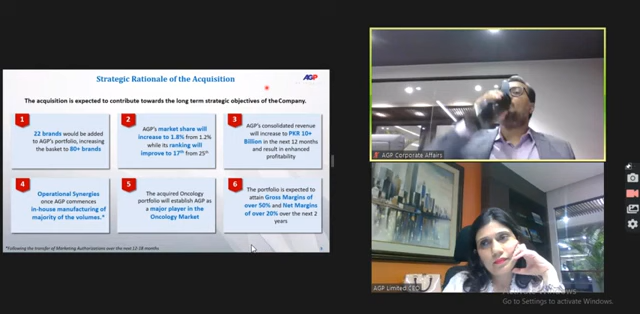 Strategic Rationale of the Acquisition
AGP
The acquisition is expected to contribute towards the long term strategic objectives of the Company.
1
22 brands would be added
to AGP's portfolio, increasing
the basket to 80+ brands
2
AGP's market share will
increase to 1.8% from 1.2%
while its ranking will
improve to 17th from 25th
3
AGP's consolidated revenue
will increase to PKR 10+
Billion in the next 12 months
and result in enhanced
profitability
4
Operational Synergies
once AGP commences
in-house manufacturing of
majority of the volumes.*
5
The acquired Oncology
portfolio will establish AGP as
a major player in the
Oncology Market
6
The portfolio is expected to
attain Gross Margins of
over 50% and Net Margins
of over 20% over the next 2
years
*Following the transfer of Marketing Authorizations over the next 12-18 months.
AGP Corporate Affairs
AGP Limited CEO
Activate Windows
Go to Settings to activate Windows.